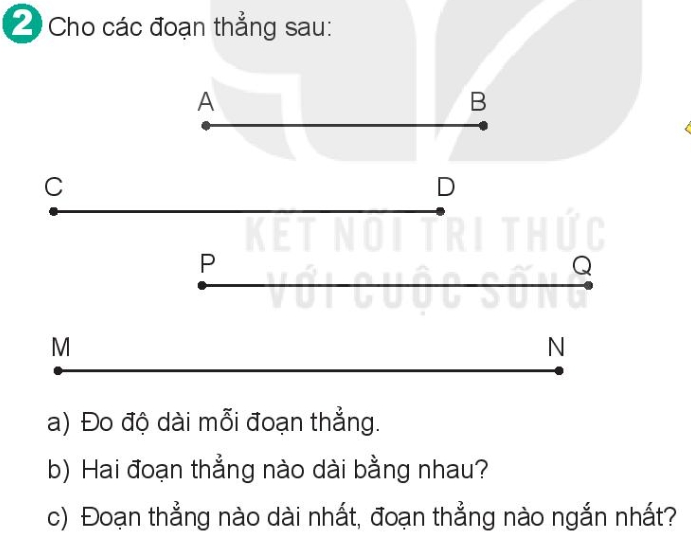 2 Cho các đoạn thẳng sau:
A B
C D
KẾT NỐI TRI THỨC
P Q
VỚI CUỘC SỐNG
M N
a) Đo độ dài mỗi đoạn thẳng.
b) Hai đoạn thẳng nào dài bằng nhau?
c) Đoạn thẳng nào dài nhất, đoạn thẳng nào ngắn nhất?